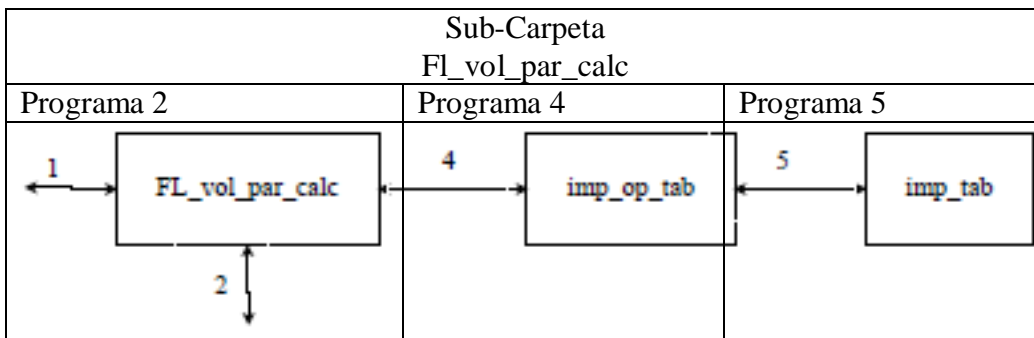 Sub-Carpeta
Fl_vol_par_calc
Programa 2 Programa 4 Programa 5
1 4 5
FL_vol_par_calc imp_op_tab imp_tab
2